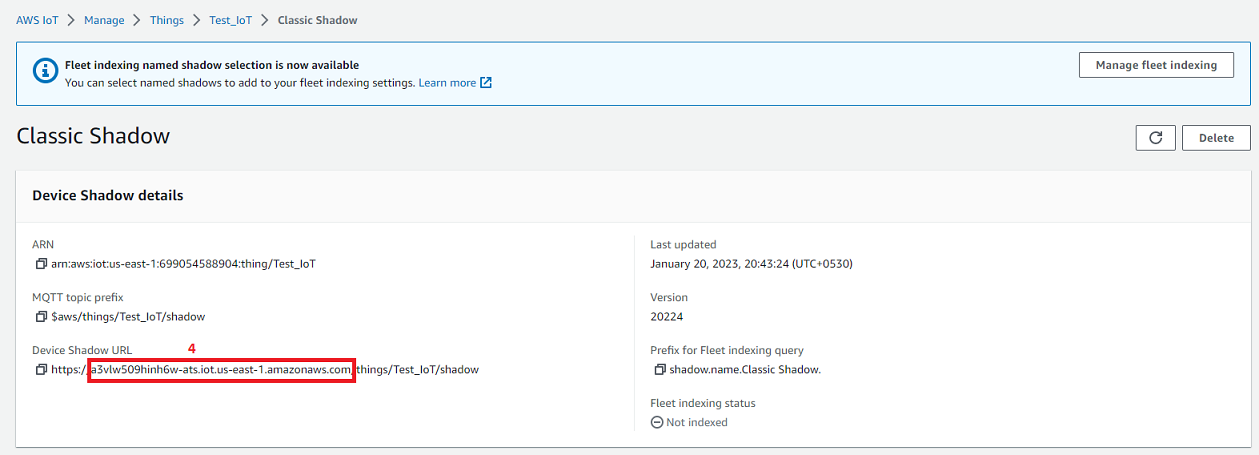 AWS IoT > Manage > Things > Test_IoT > Classic Shadow
Fleet indexing named shadow selection is now available
You can select named shadows to add to your fleet indexing settings. Learn more
Manage fleet indexing
Classic Shadow
Delete
Device Shadow details
ARN
arn:aws:iot:us-east-1:699054588904:thing/Test_IoT
MQTT topic prefix
$aws/things/Test_IoT/shadow
Device Shadow URL
4
https://a3vlw509hinh6w-ats.iot.us-east-1.amazonaws.com/things/Test_IoT/shadow
Last updated
January 20, 2023, 20:43:24 (UTC+0530)
Version
20224
Prefix for Fleet indexing query
shadow.name.Classic Shadow.
Fleet indexing status
Not indexed